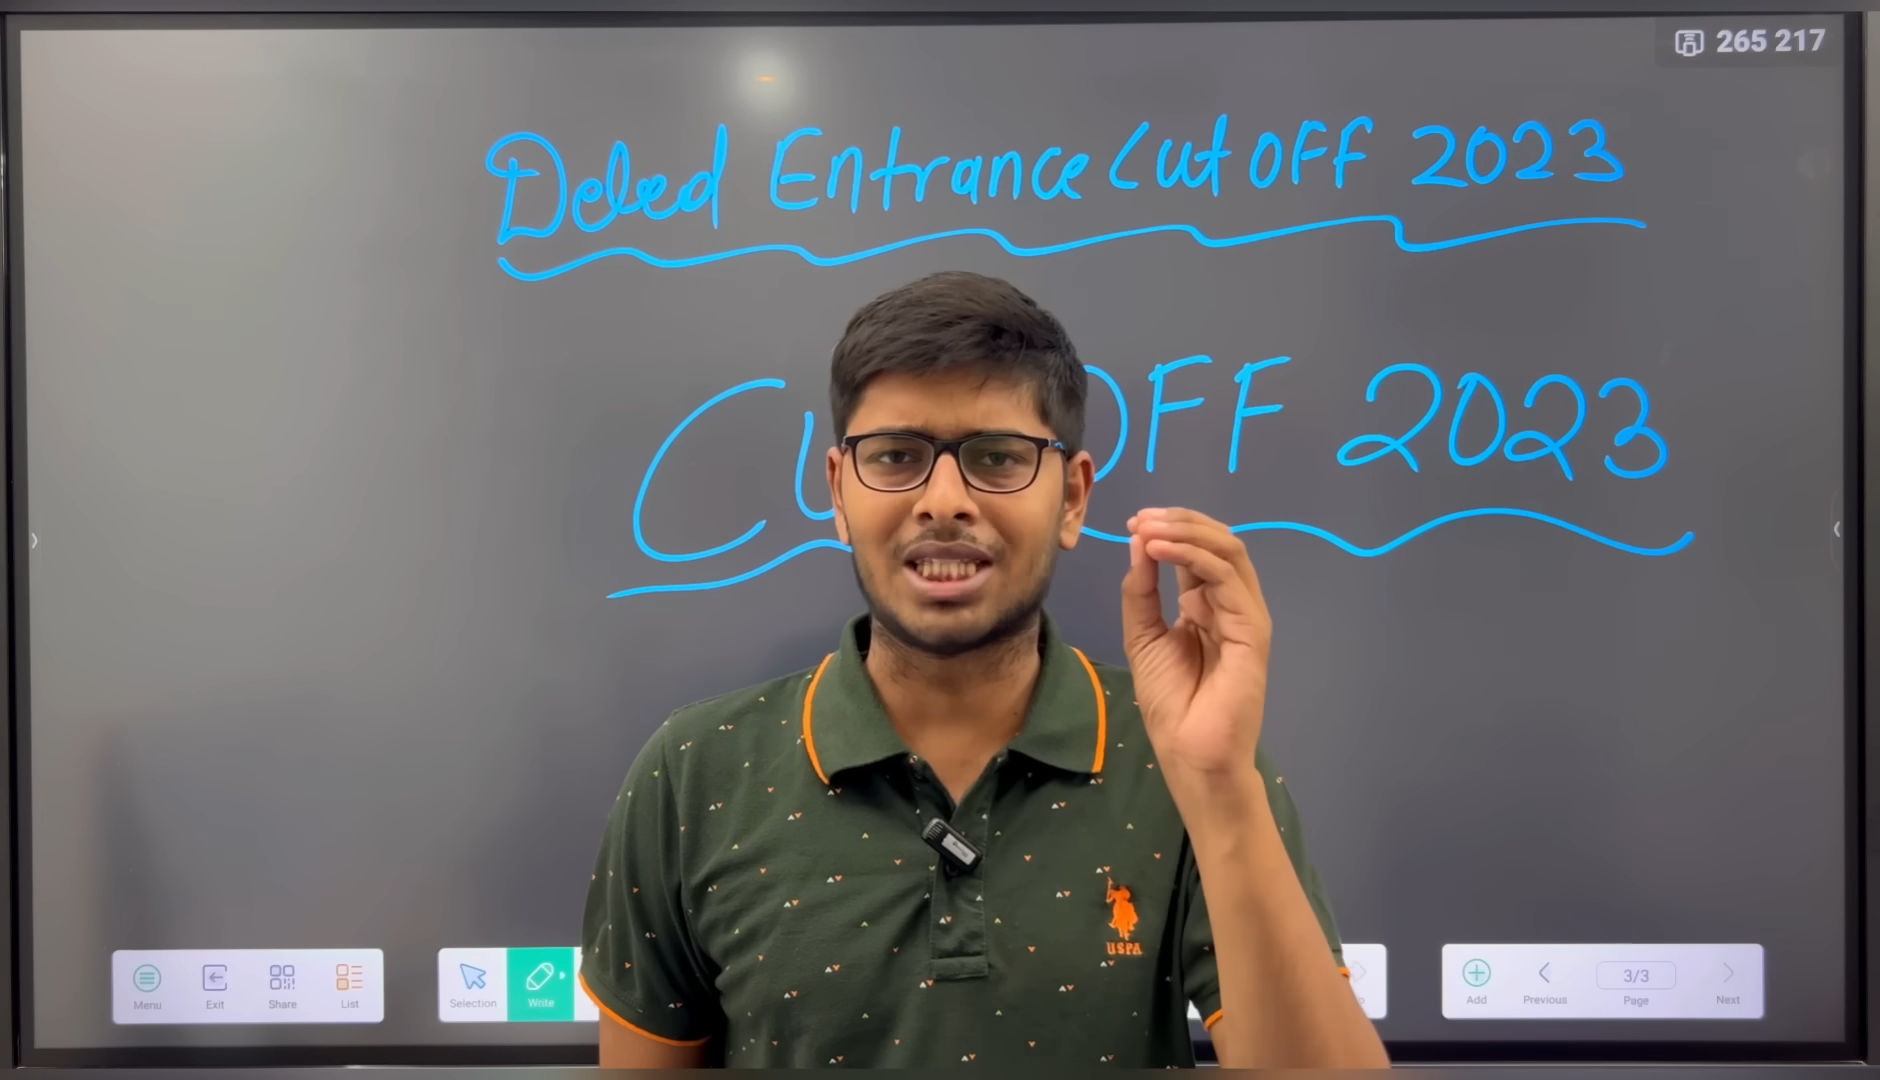 265 217
Deled Entrance Cut OFF 2023
OFF 2023
USPA
Menu
Exit
Share
List
Selection
Write
Add
Previous
3/3
Page
Next